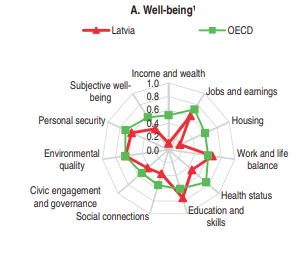 A. Well-being¹
Latvia
OECD
Income and wealth
Jobs and earnings
Housing
Work and life
balance
Health status
Education and
skills
Social connections
Civic engagement
and governance
Environmental
quality
Personal security
Subjective well-
being
1.0
0.8
0.6
0.4
0.2
0.0